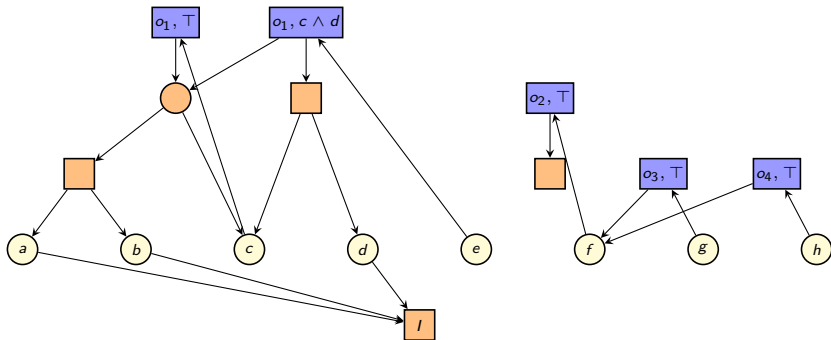 o₁, ⊤
o₁, c ∧ d
o₂, ⊤
o₃, ⊤
o₄, ⊤
a
b
c
d
e
f
g
h
I